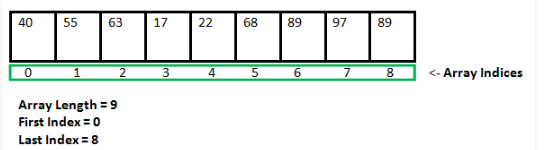 40 55 63 17 22 68 89 97 89
0 1 2 3 4 5 6 7 8 <- Array Indices
Array Length = 9
First Index = 0
Last Index = 8